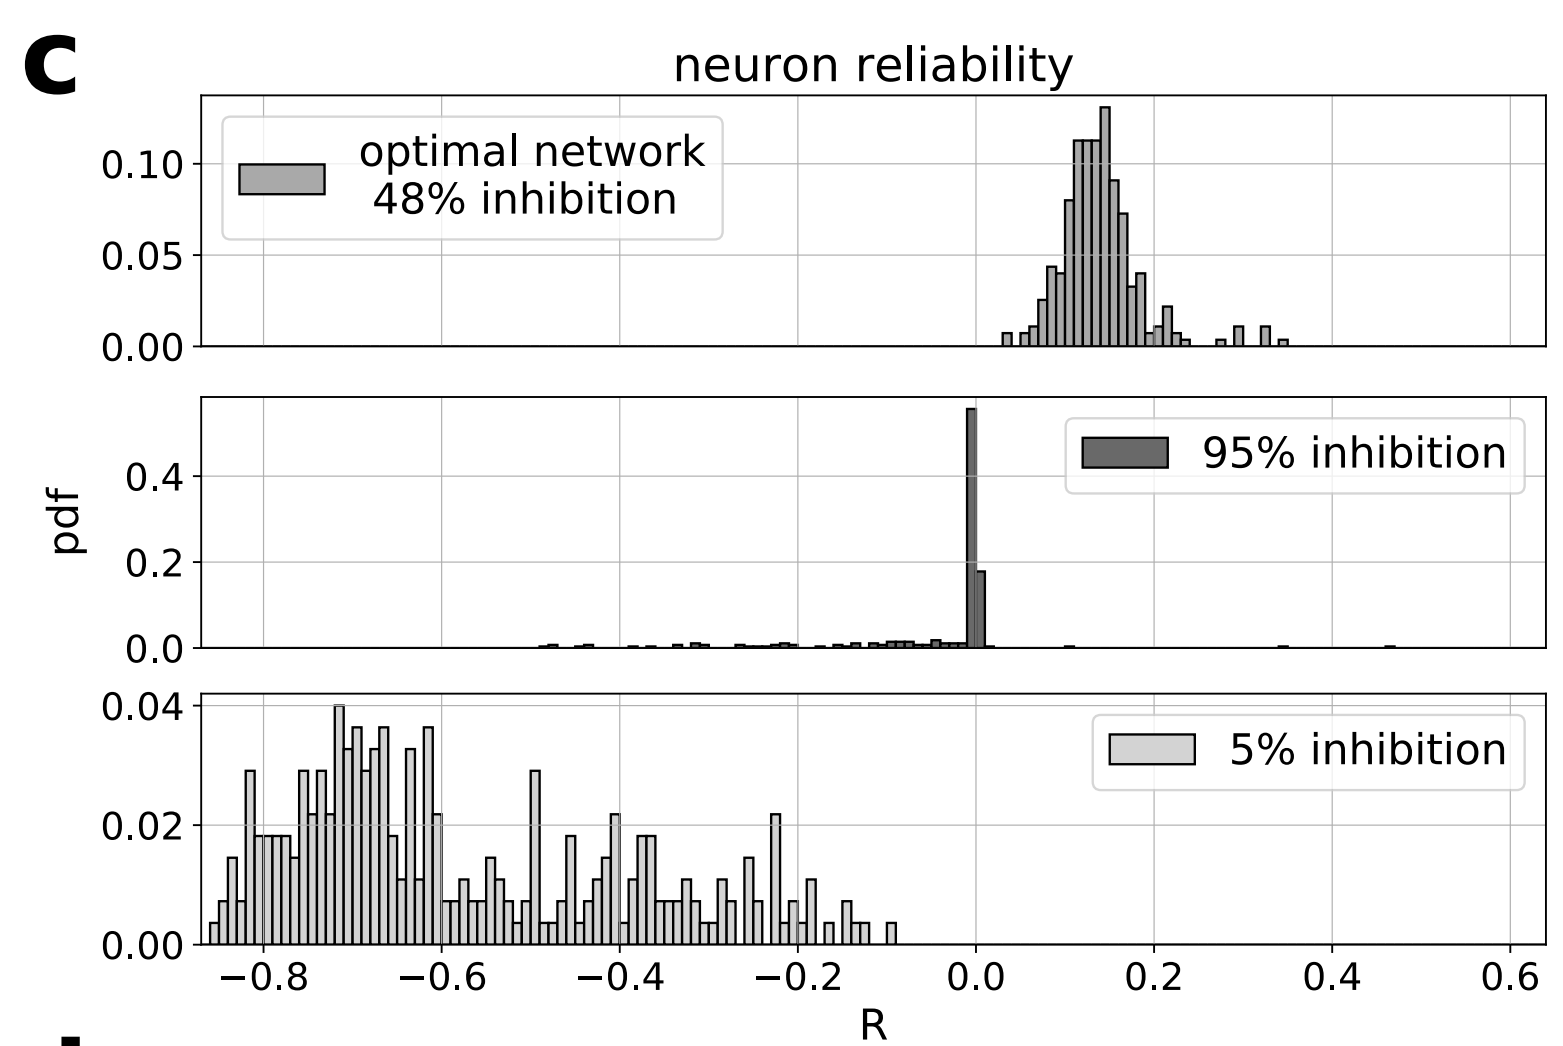 c
neuron reliability
optimal network
48% inhibition
0.10
0.05
0.00
95% inhibition
0.4
0.2
0.0
pdf
5% inhibition
0.04
0.02
0.00
−0.8 −0.6 −0.4 −0.2 0.0 0.2 0.4 0.6
R